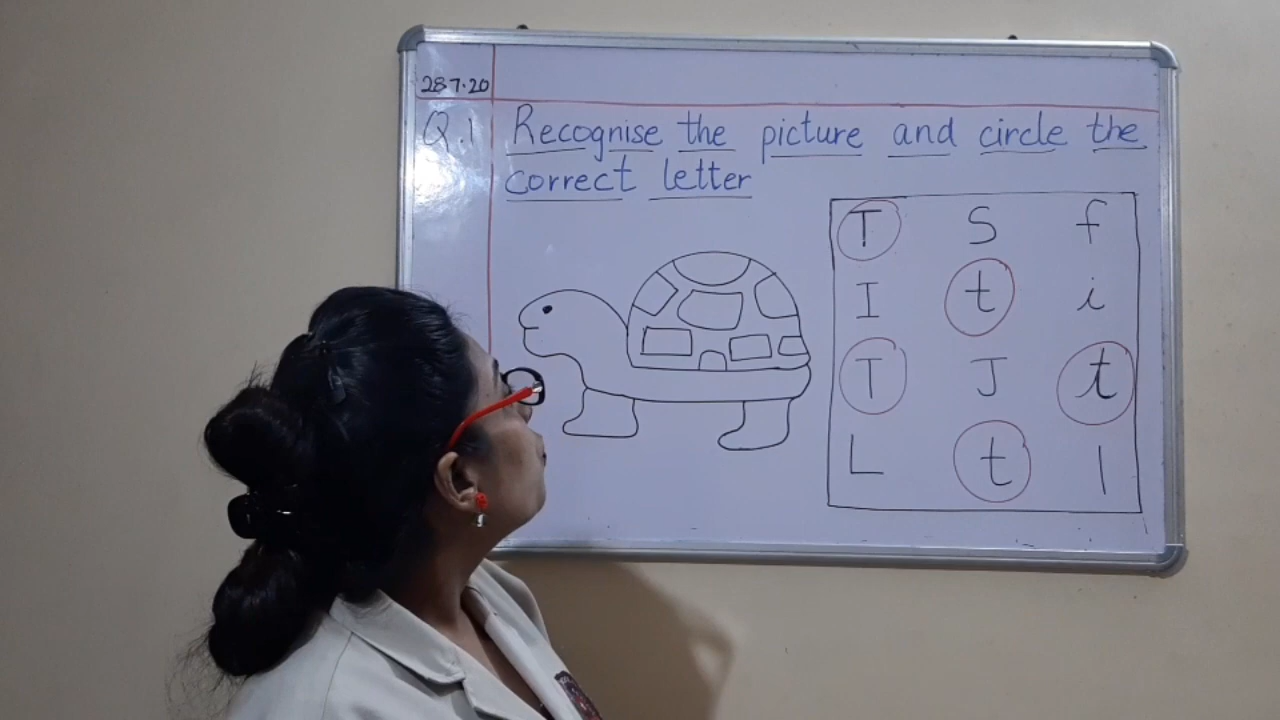 28 7.20
Q.1 Recognise the picture and circle the
correct letter
T S f
I t i
T J t
L t l